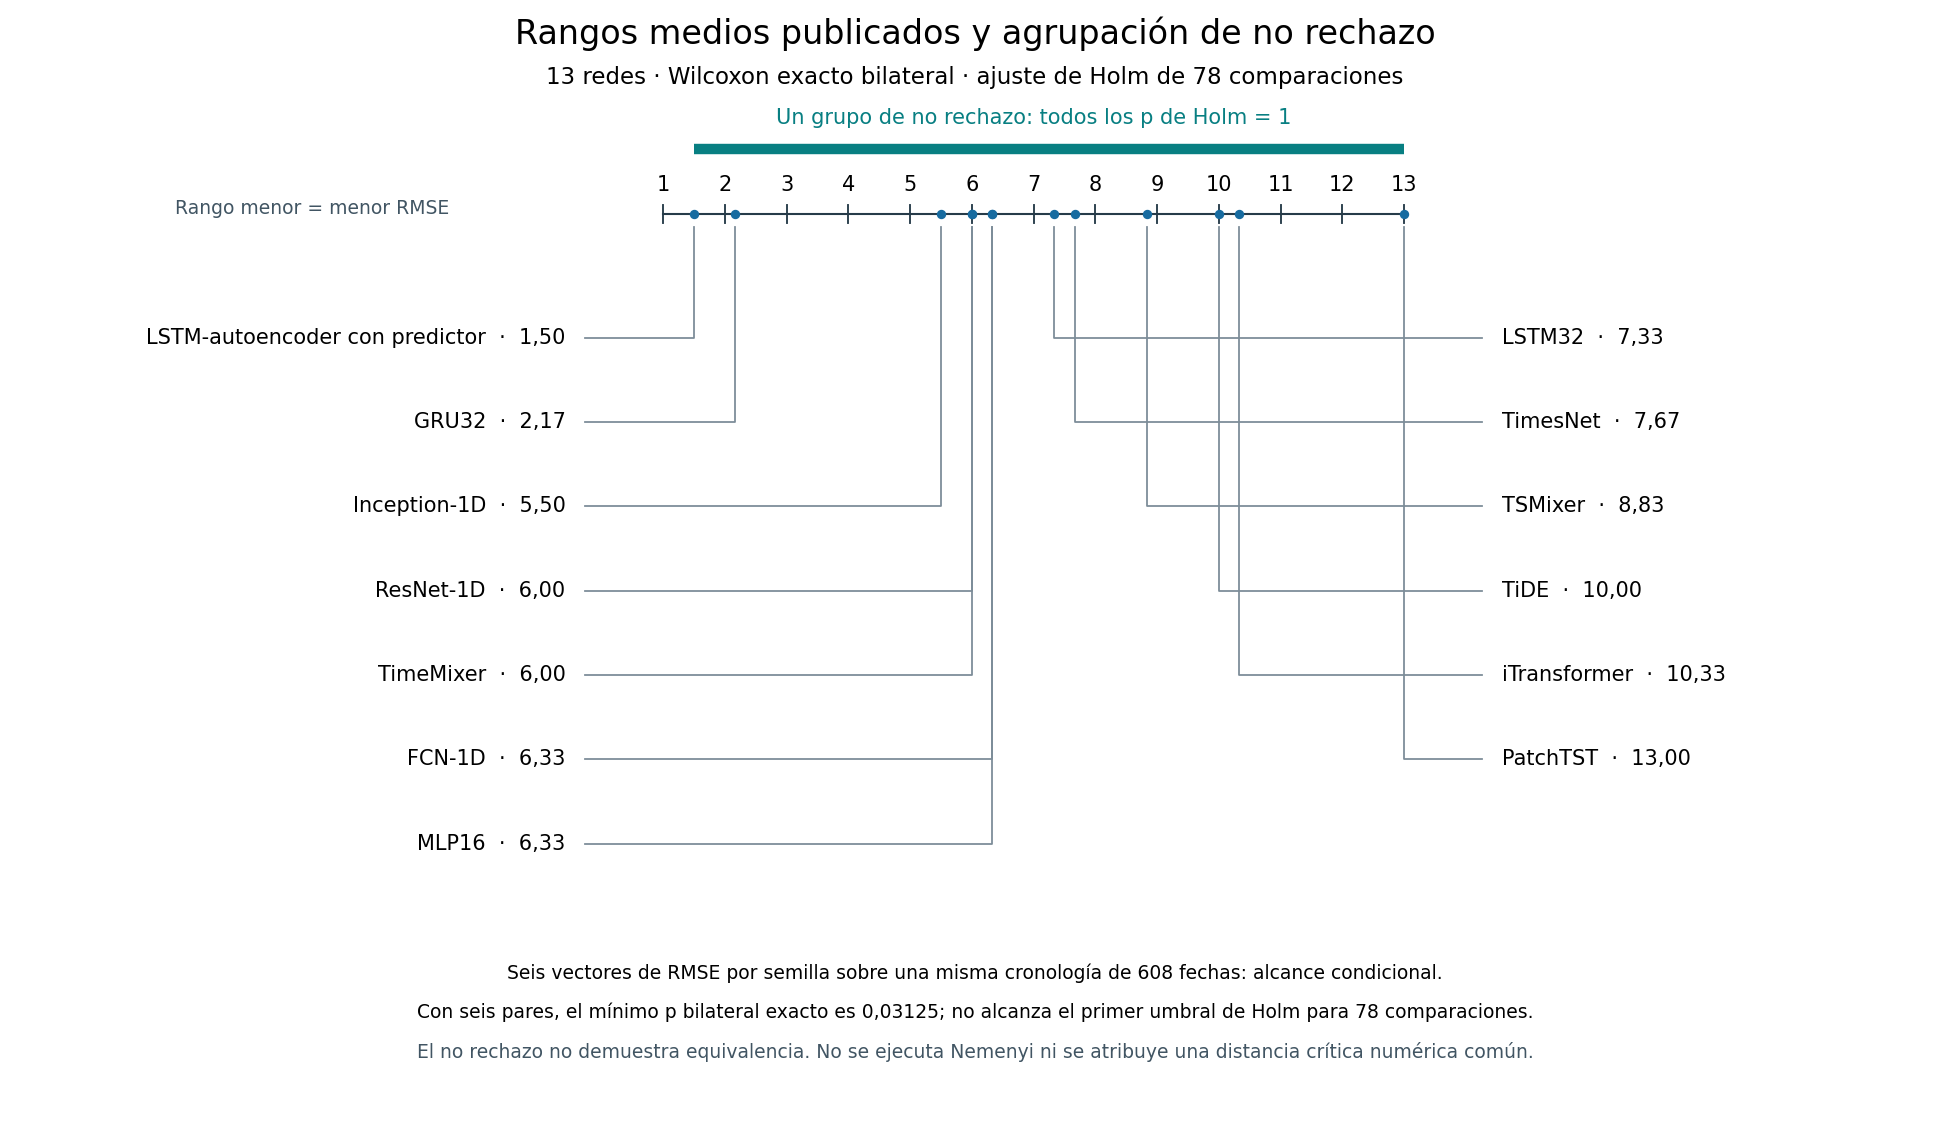 Rangos medios publicados y agrupación de no rechazo
13 redes · Wilcoxon exacto bilateral · ajuste de Holm de 78 comparaciones
Un grupo de no rechazo: todos los p de Holm = 1
1 2 3 4 5 6 7 8 9 10 11 12 13
Rango menor = menor RMSE
LSTM-autoencoder con predictor · 1,50
GRU32 · 2,17
Inception-1D · 5,50
ResNet-1D · 6,00
TimeMixer · 6,00
FCN-1D · 6,33
MLP16 · 6,33
LSTM32 · 7,33
TimesNet · 7,67
TSMixer · 8,83
TiDE · 10,00
iTransformer · 10,33
PatchTST · 13,00
Seis vectores de RMSE por semilla sobre una misma cronología de 608 fechas: alcance condicional.
Con seis pares, el mínimo p bilateral exacto es 0,03125; no alcanza el primer umbral de Holm para 78 comparaciones.
El no rechazo no demuestra equivalencia. No se ejecuta Nemenyi ni se atribuye una distancia crítica numérica común.